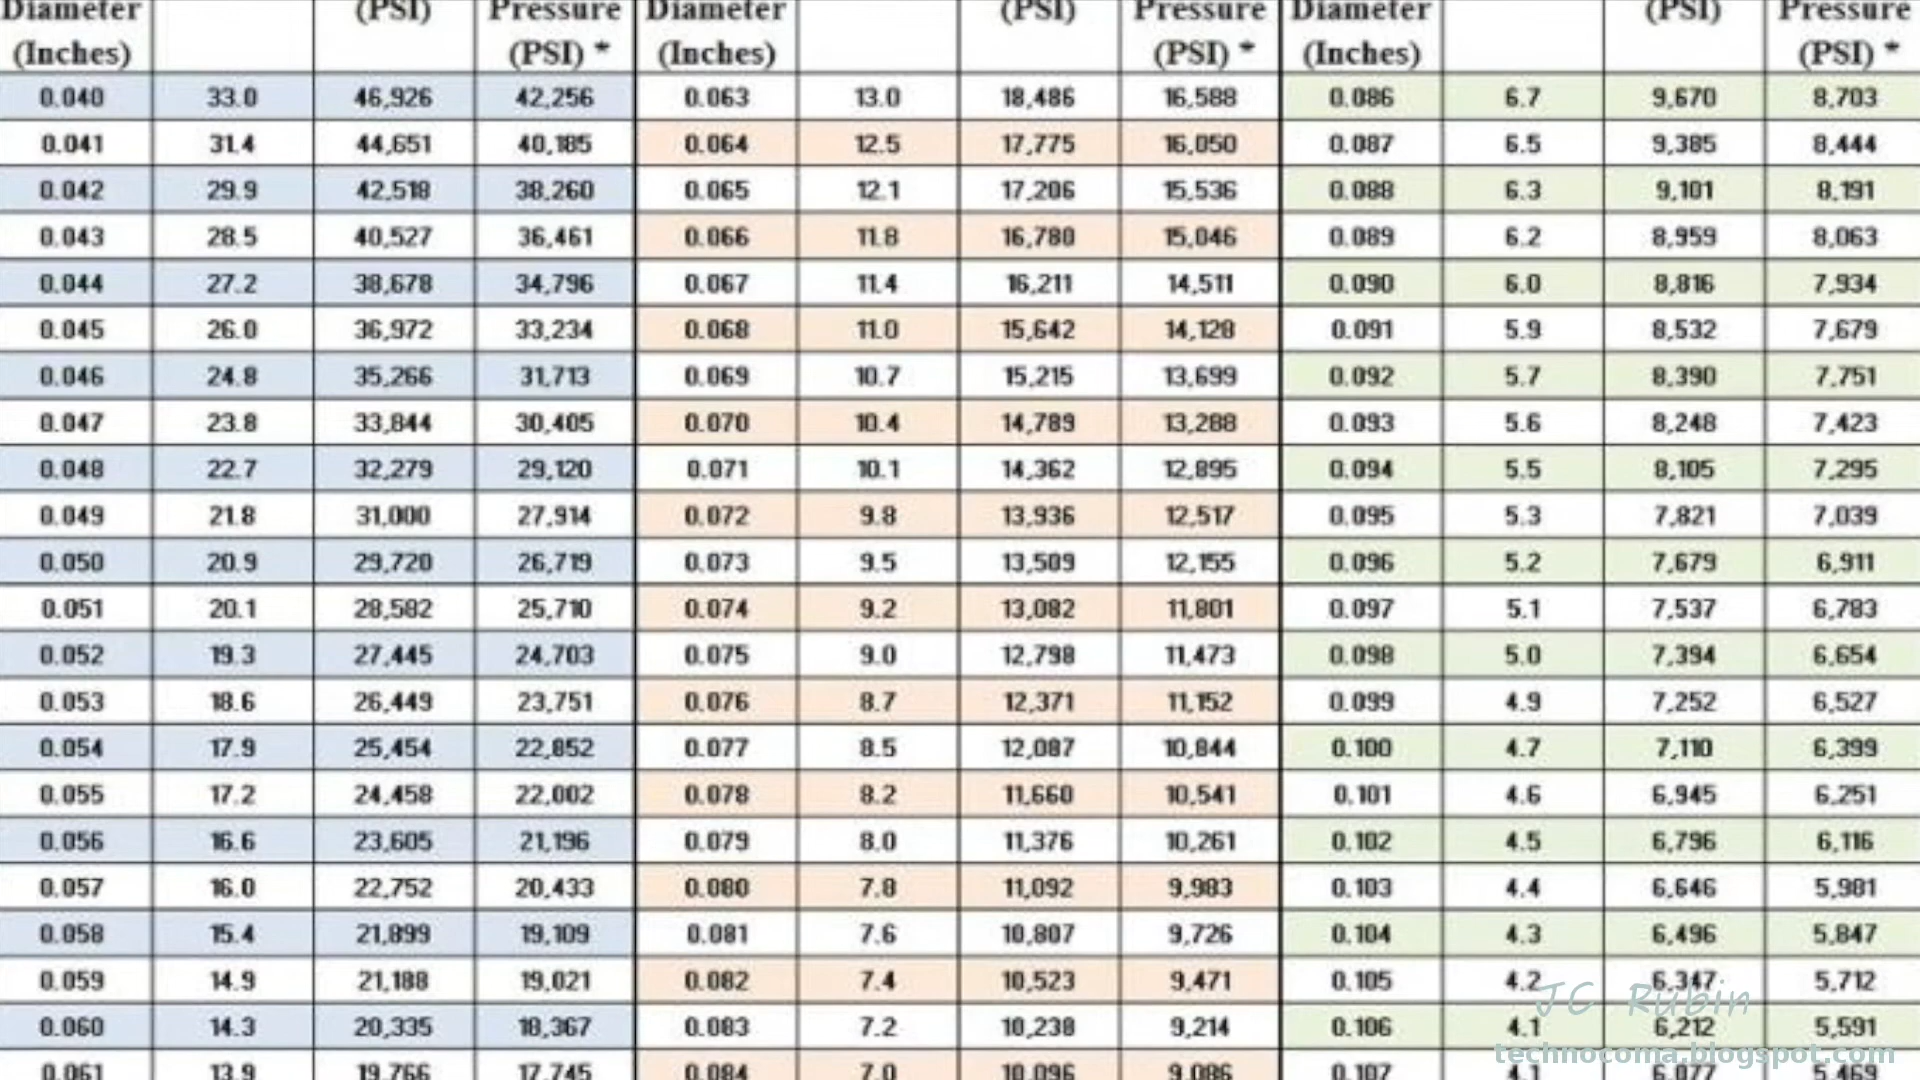 Diameter (PSI) Pressure Diameter (PSI) Pressure Diameter (PSI) Pressure
(Inches) (PSI) * (Inches) (PSI) * (Inches) (PSI) *
0.040 33.0 46,926 42,256 0.063 13.0 18,486 16,588 0.086 6.7 9,670 8,703
0.041 31.4 44,651 40,185 0.064 12.5 17,775 16,050 0.087 6.5 9,385 8,444
0.042 29.9 42,518 38,260 0.065 12.1 17,206 15,536 0.088 6.3 9,101 8,191
0.043 28.5 40,527 36,461 0.066 11.8 16,780 15,046 0.089 6.2 8,959 8,063
0.044 27.2 38,678 34,796 0.067 11.4 16,211 14,511 0.090 6.0 8,816 7,934
0.045 26.0 36,972 33,234 0.068 11.0 15,642 14,128 0.091 5.9 8,532 7,679
0.046 24.8 35,266 31,713 0.069 10.7 15,215 13,699 0.092 5.7 8,390 7,751
0.047 23.8 33,844 30,405 0.070 10.4 14,789 13,288 0.093 5.6 8,248 7,423
0.048 22.7 32,279 29,120 0.071 10.1 14,362 12,895 0.094 5.5 8,105 7,295
0.049 21.8 31,000 27,914 0.072 9.8 13,936 12,517 0.095 5.3 7,821 7,039
0.050 20.9 29,720 26,719 0.073 9.5 13,509 12,155 0.096 5.2 7,679 6,911
0.051 20.1 28,582 25,710 0.074 9.2 13,082 11,801 0.097 5.1 7,537 6,783
0.052 19.3 27,445 24,703 0.075 9.0 12,798 11,473 0.098 5.0 7,394 6,654
0.053 18.6 26,449 23,751 0.076 8.7 12,371 11,152 0.099 4.9 7,252 6,527
0.054 17.9 25,454 22,852 0.077 8.5 12,087 10,844 0.100 4.7 7,110 6,399
0.055 17.2 24,458 22,002 0.078 8.2 11,660 10,541 0.101 4.6 6,945 6,251
0.056 16.6 23,605 21,196 0.079 8.0 11,376 10,261 0.102 4.5 6,796 6,116
0.057 16.0 22,752 20,433 0.080 7.8 11,092 9,983 0.103 4.4 6,646 5,981
0.058 15.4 21,899 19,109 0.081 7.6 10,807 9,726 0.104 4.3 6,496 5,847
0.059 14.9 21,188 19,021 0.082 7.4 10,523 9,471 0.105 4.2 6,347 5,712
JC Rubin
0.060 14.3 20,335 18,367 0.083 7.2 10,238 9,214 0.106 4.1 6,212 5,591
technocoma.blogspot.com
0.061 13.9 19,766 17,745 0.084 7.0 10,096 9,086 0.107 4.1 6,077 5,469